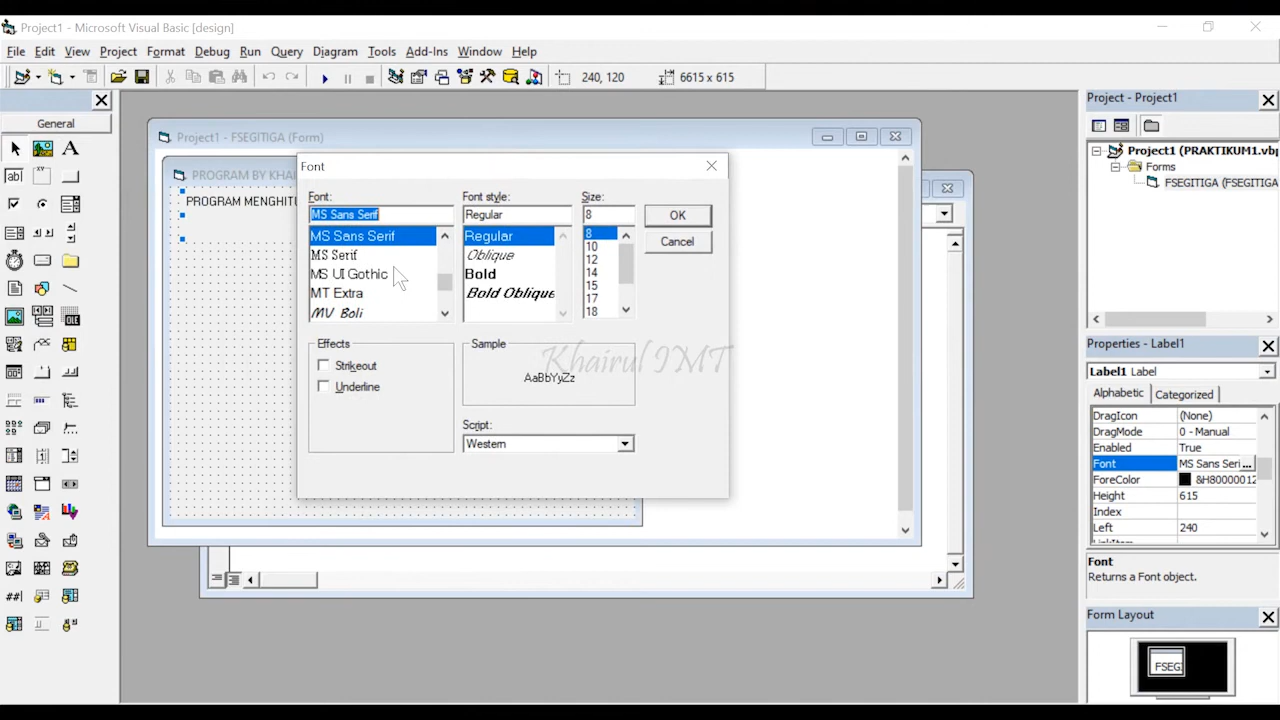 Project1 - Microsoft Visual Basic [design]
File Edit View Project Format Debug Run Query Diagram Tools Add-Ins Window Help
240, 120 6615 x 615
General
Project1 - FSEGITIGA (Form)
PROGRAM BY KHAI
PROGRAM MENGHITU
Font
Font:
MS Sans Serif
MS Sans Serif
MS Serif
MS UI Gothic
MT Extra
MV Boli
Font style:
Regular
Regular
Oblique
Bold
Bold Oblique
Size:
8
8
10
12
14
15
17
18
OK
Cancel
Effects
Strikeout
Underline
Sample
AaBbYyZz
Khairul IMT
Script:
Western
Project - Project1
Project1 (PRAKTIKUM1.vbp
Forms
FSEGITIGA (FSEGITIGA
Properties - Label1
Label1 Label
Alphabetic Categorized
DragIcon (None)
DragMode 0 - Manual
Enabled True
Font MS Sans Seri ...
ForeColor &H80000012
Height 615
Index
Left 240
Font
Returns a Font object.
Form Layout
FSEG